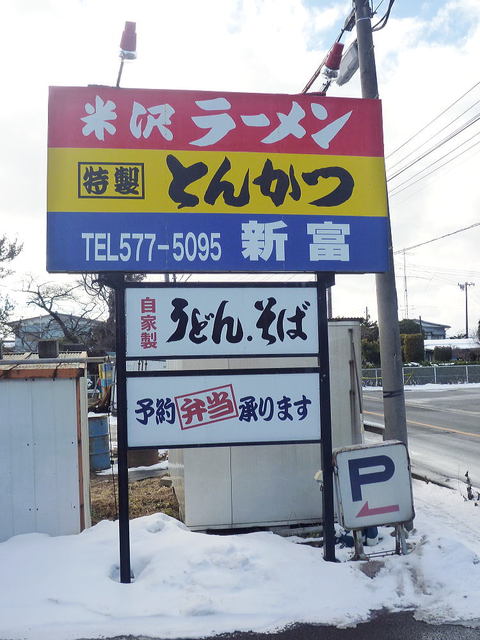 米沢ラーメン
特製 とんかつ
TEL577-5095 新富
自家製 うどん.そば
予約弁当承ります
P